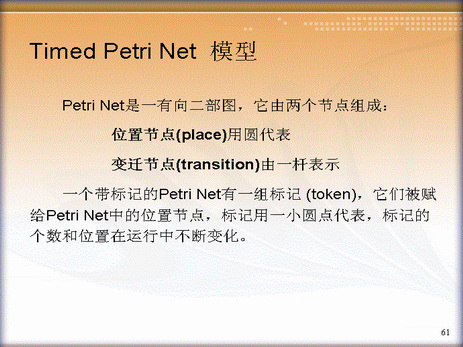 Timed Petri Net 模型
Petri Net是一有向二部图，它由两个节点组成：
位置节点(place)用圆代表
变迁节点(transition)由一杆表示
一个带标记的Petri Net有一组标记 (token)，它们被赋
给Petri Net中的位置节点，标记用一小圆点代表，标记的
个数和位置在运行中不断变化。
61